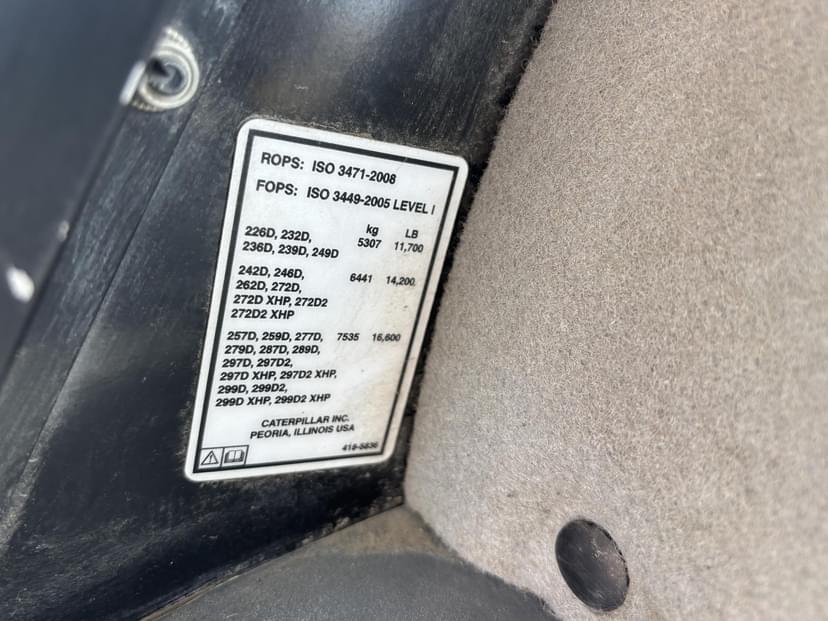 ROPS: ISO 3471-2008
FOPS: ISO 3449-2005 LEVEL I
kg LB
226D, 232D, 5307 11,700
236D, 239D, 249D
242D, 246D, 6441 14,200
262D, 272D,
272D XHP, 272D2
272D2 XHP
257D, 259D, 277D, 7535 16,600
279D, 287D, 289D,
297D, 297D2,
297D XHP, 297D2 XHP,
299D, 299D2,
299D XHP, 299D2 XHP
CATERPILLAR INC.
PEORIA, ILLINOIS USA
418-5836